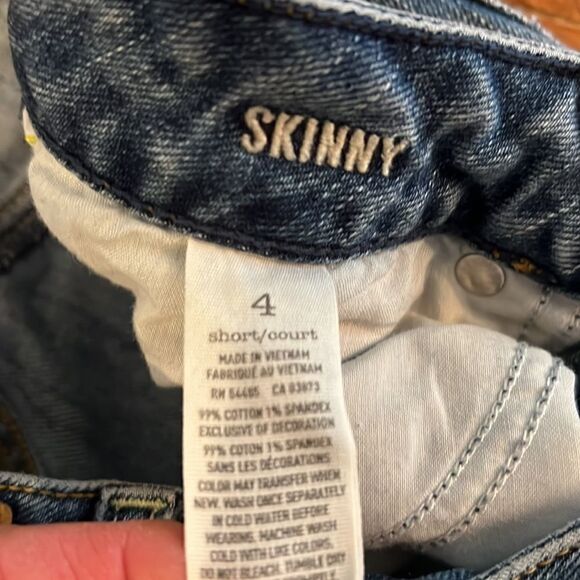 SKINNY
4
short/court
MADE IN VIETNAM
FABRIQUÉ AU VIETNAM
RN 54485 CA 03873
99% COTTON 1% SPANDEX
EXCLUSIVE OF DECORATION
99% COTON 1% SPANDEX
SANS LES DÉCORATIONS
COLOR MAY TRANSFER WHEN
NEW. WASH ONCE SEPARATELY
IN COLD WATER BEFORE
WEARING. MACHINE WASH
COLD WITH LIKE COLORS.
DO NOT BLEACH. TUMBLE DRY
PROMPTLY